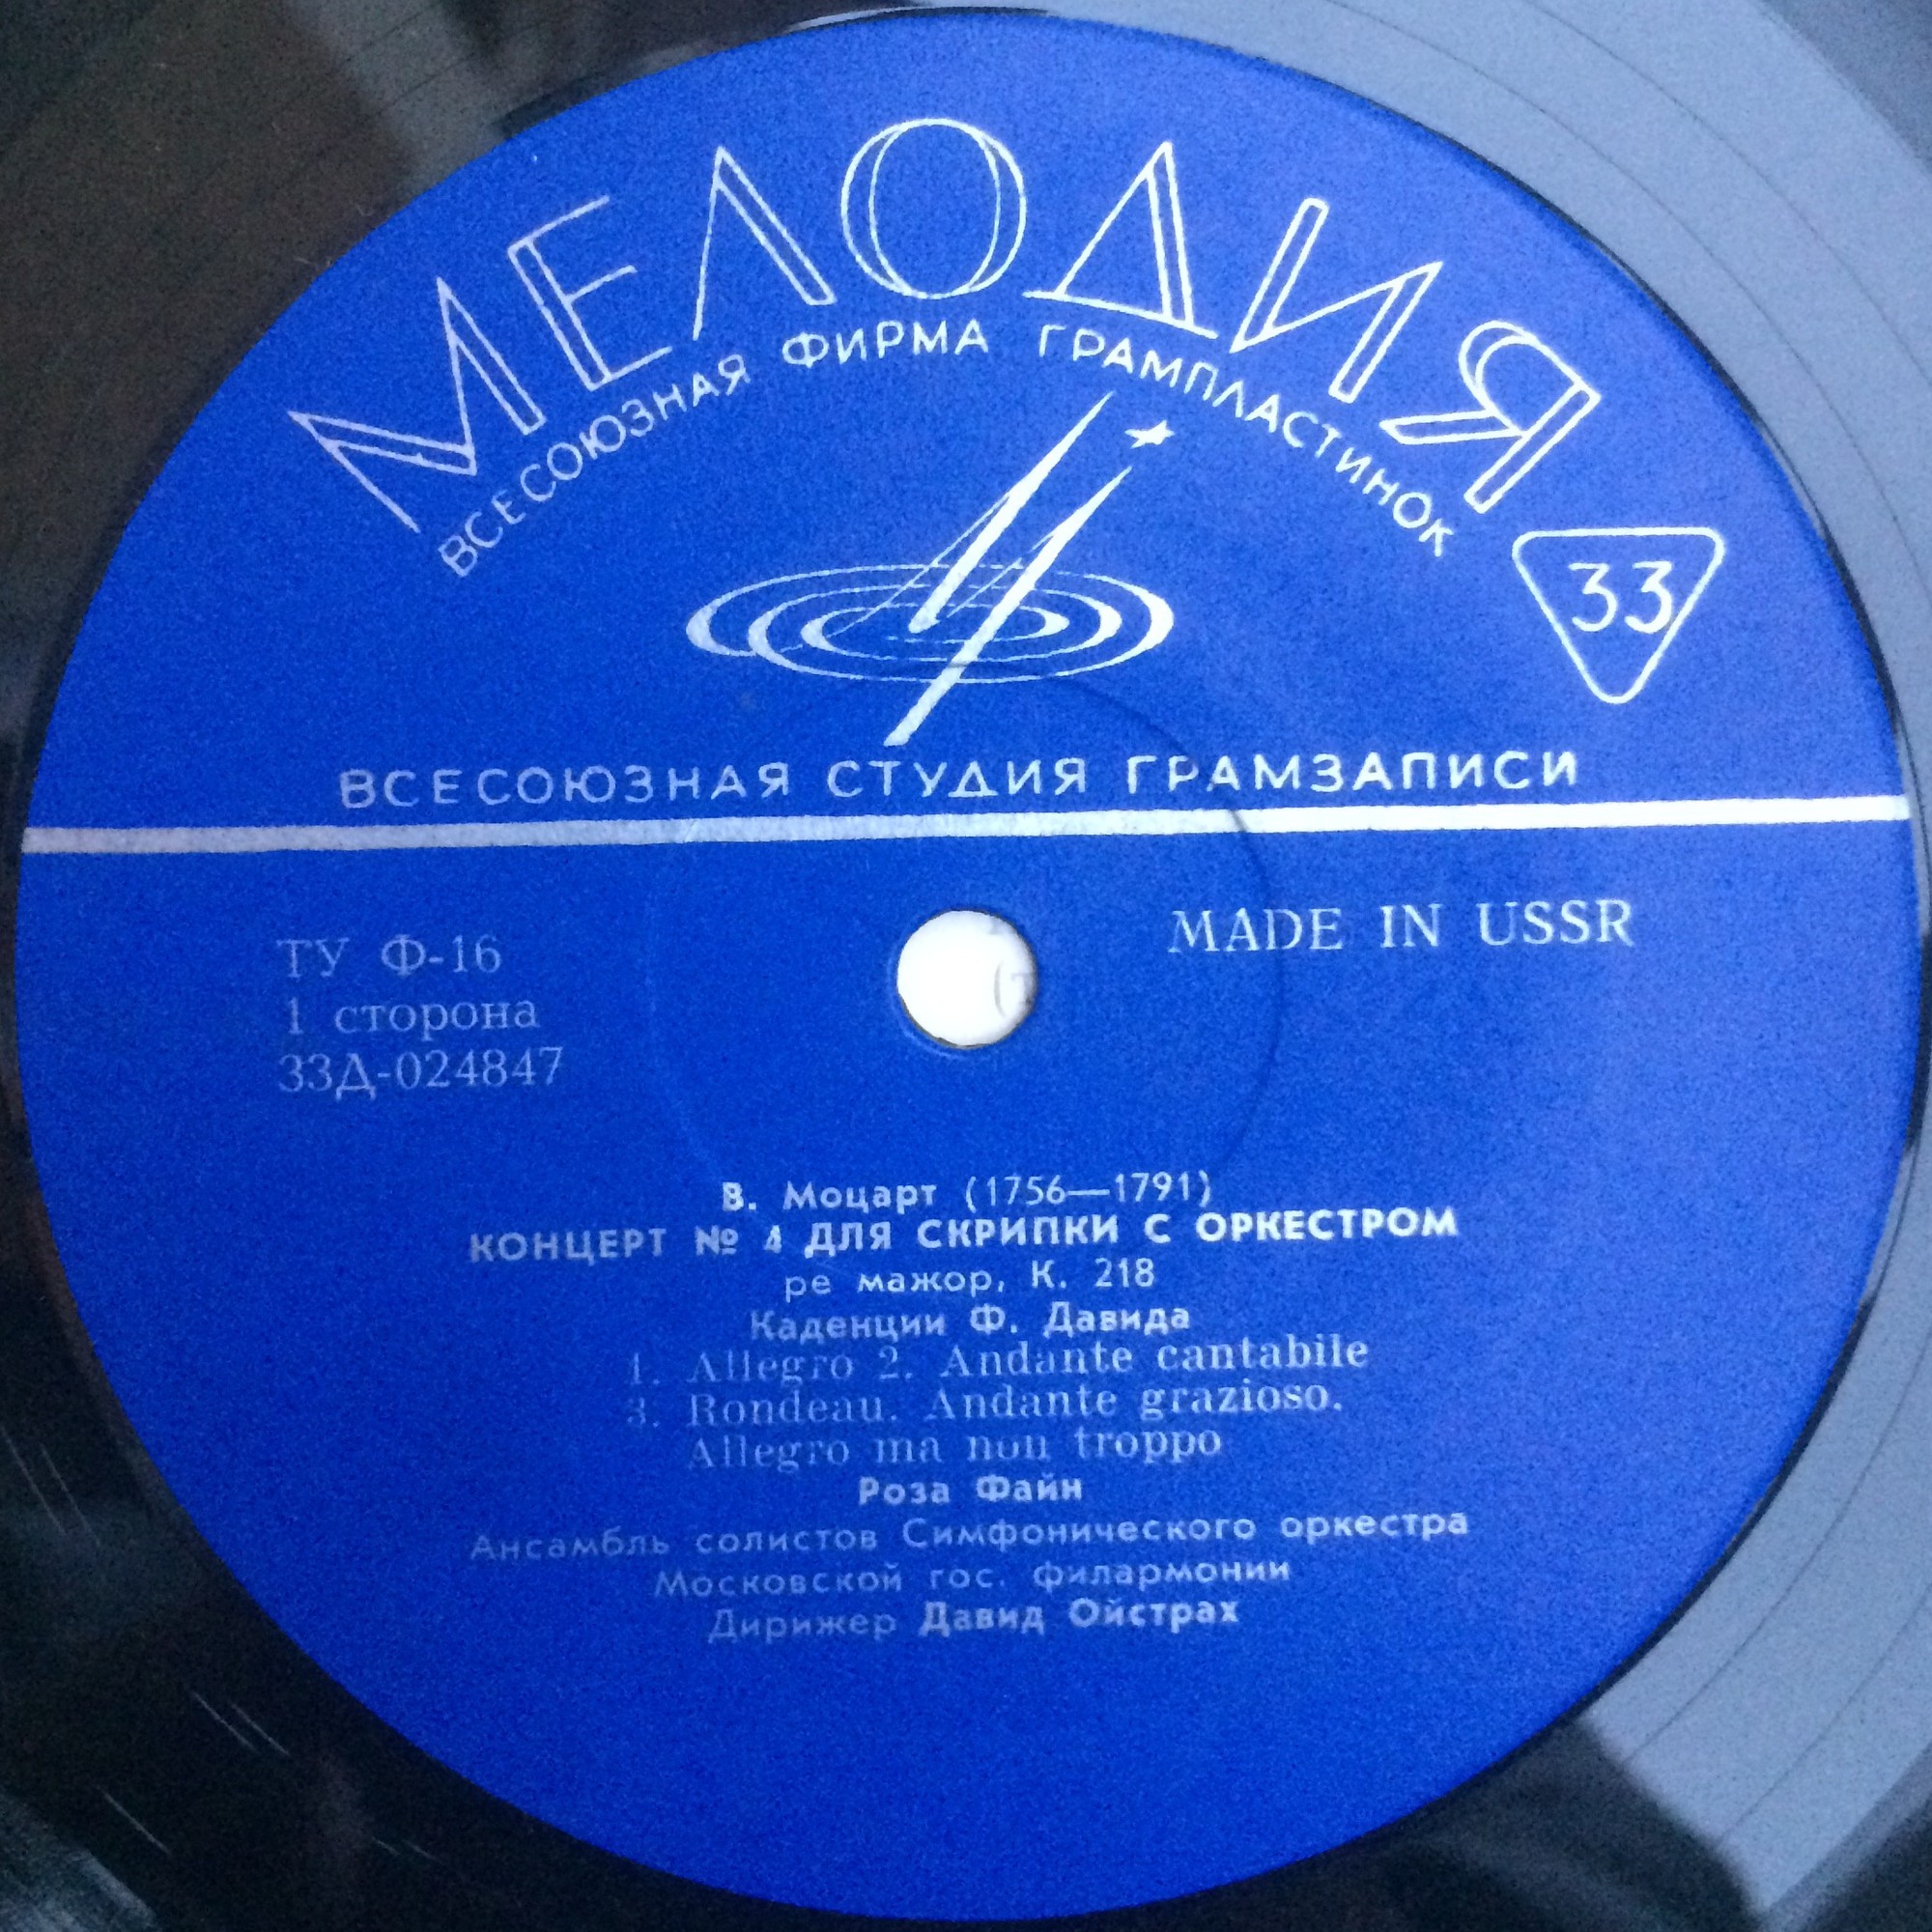 МЕЛОДИЯ
ВСЕСОЮЗНАЯ ФИРМА ГРАМПЛАСТИНОК
33
ВСЕСОЮЗНАЯ СТУДИЯ ГРАМЗАПИСИ
MADE IN USSR
ТУ Ф-16
1 сторона
33Д-024847
В. Моцарт (1756—1791)
КОНЦЕРТ № 4 ДЛЯ СКРИПКИ С ОРКЕСТРОМ
ре мажор, К. 218
Каденции Ф. Давида
1. Allegro 2. Andante cantabile
3. Rondeau. Andante grazioso.
Allegro ma non troppo
Роза Файн
Ансамбль солистов Симфонического оркестра
Московской гос. филармонии
Дирижер Давид Ойстрах